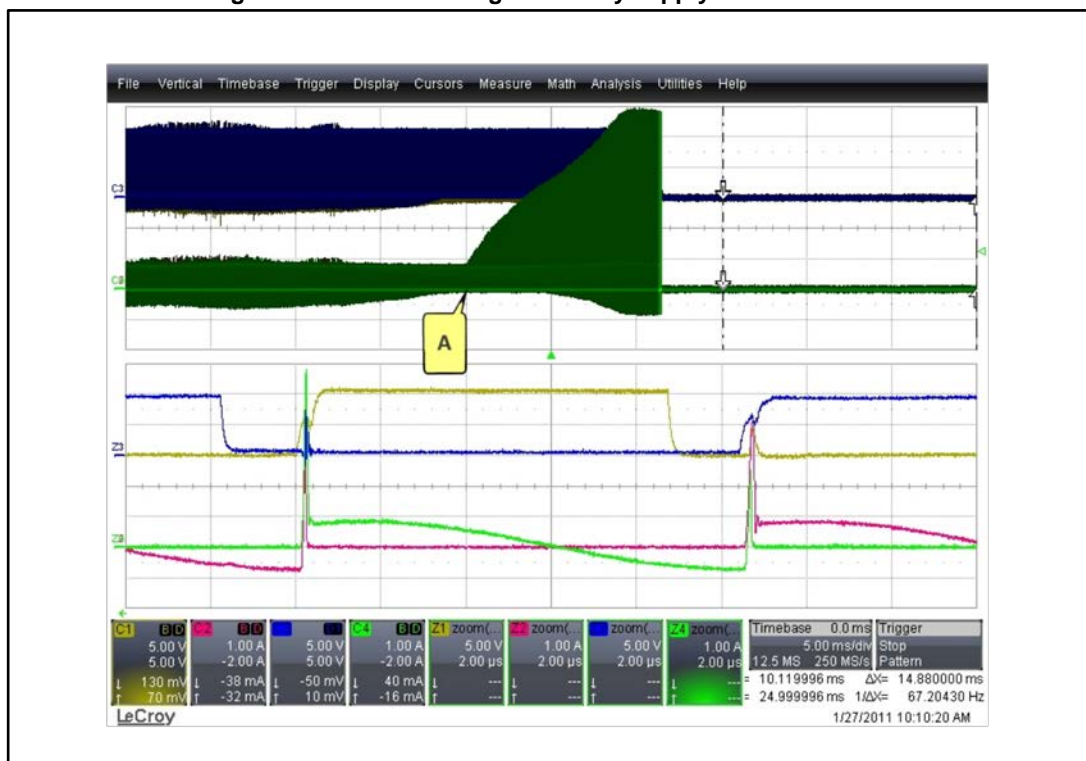 File Vertical Timebase Trigger Display Cursors Measure Math Analysis Utilities Help
C3
A
Z3
C1 B D C2 B D C4 B D Z1 zoom(... Z2 zoom(... zoom(... Z4 zoom(... Timebase 0.0 ms Trigger
5.00 V 1.00 A 5.00 V 1.00 A 5.00 V 1.00 A 5.00 V 1.00 A 5.00 ms/div Stop
5.00 V -2.00 A 5.00 V -2.00 A 2.00 µs 2.00 µs 2.00 µs 2.00 µs 12.5 MS 250 MS/s Pattern
↓ 130 mV ↓ -38 mA ↓ -50 mV ↓ 40 mA ↓ --- ↓ --- ↓ --- ↓ --- = 10.119996 ms ΔX= 14.880000 ms
↑ 70 mV ↑ -32 mA ↑ 10 mV ↑ -16 mA ↑ --- ↑ --- ↑ --- ↑ --- = 24.999996 ms 1/ΔX= 67.20430 Hz
LeCroy 1/27/2011 10:10:20 AM